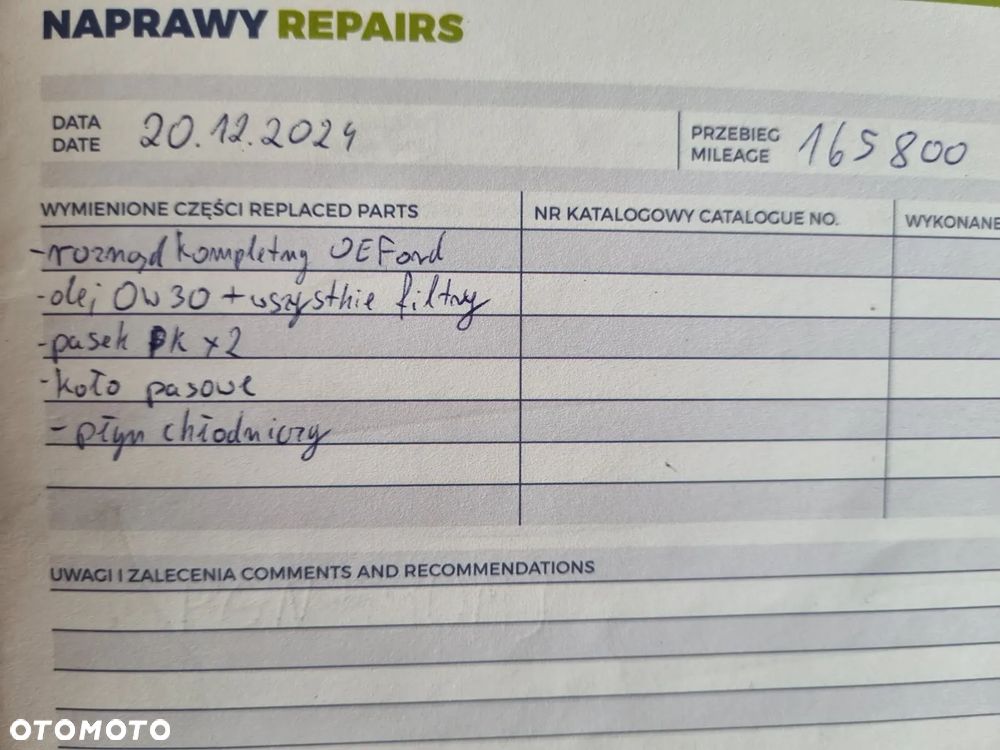 NAPRAWY REPAIRS
DATA DATE 20.12.2024
PRZEBIEG MILEAGE 165 800
WYMIENIONE CZĘŚCI REPLACED PARTS
NR KATALOGOWY CATALOGUE NO.
WYKONANE
-rozrząd kompletny OE Ford
-olej 0W30 + wszystkie filtry
-pasek PK x2
-koło pasowe
-płyn chłodniczy
UWAGI I ZALECENIA COMMENTS AND RECOMMENDATIONS
OTOMOTO